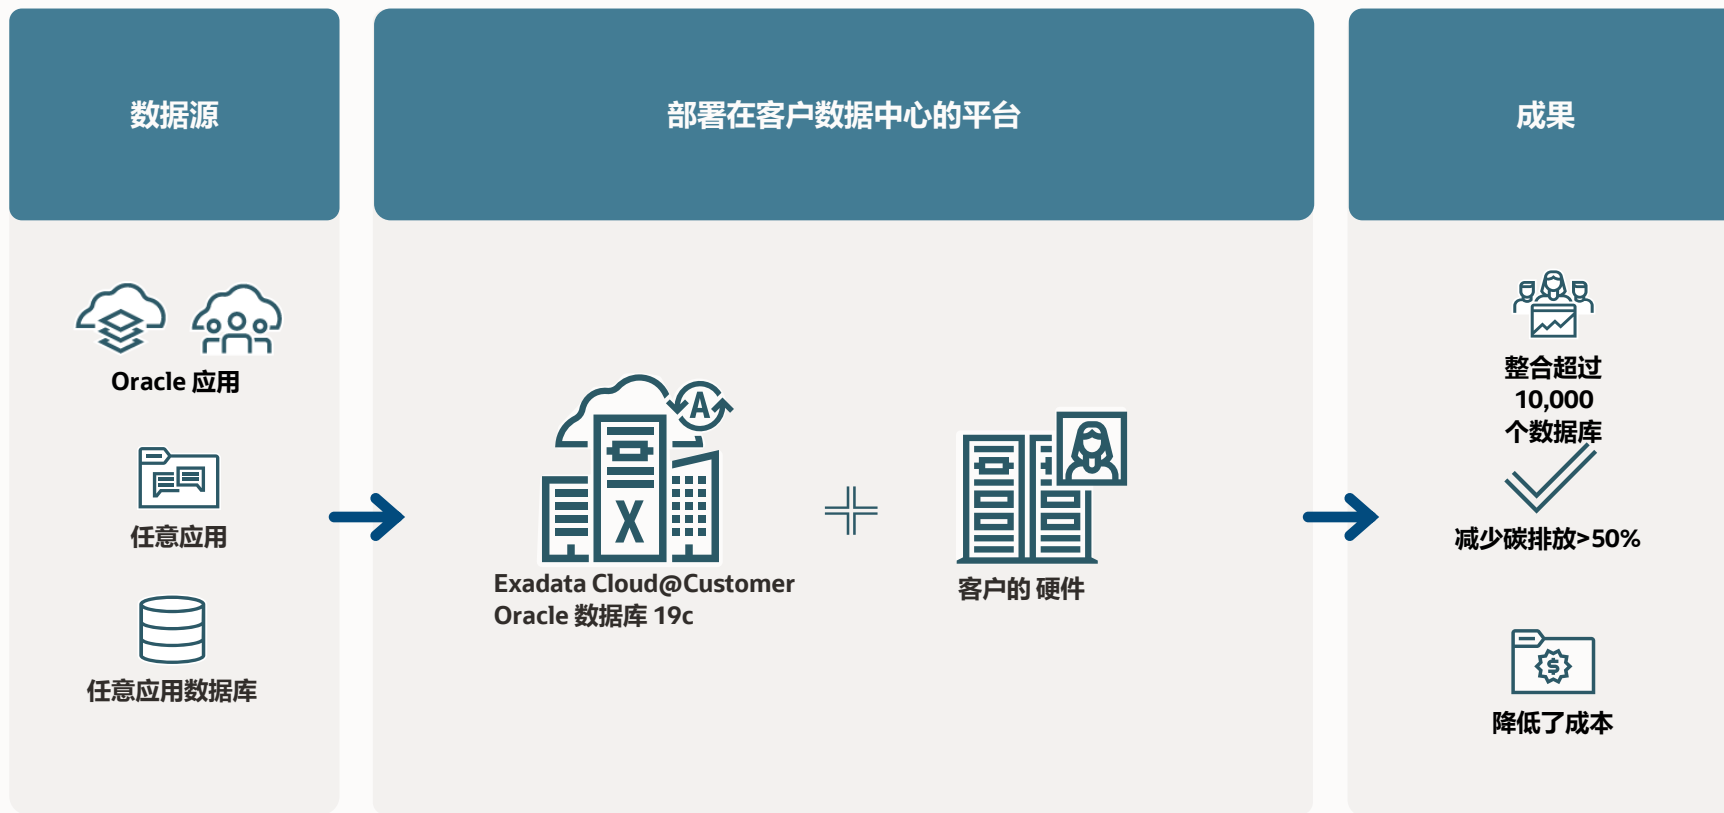 数据源
Oracle 应用
任意应用
任意应用数据库
部署在客户数据中心的平台
A
X
Exadata Cloud@Customer
Oracle 数据库 19c
客户的 硬件
成果
整合超过
10,000
个数据库
减少碳排放>50%
$
降低了成本